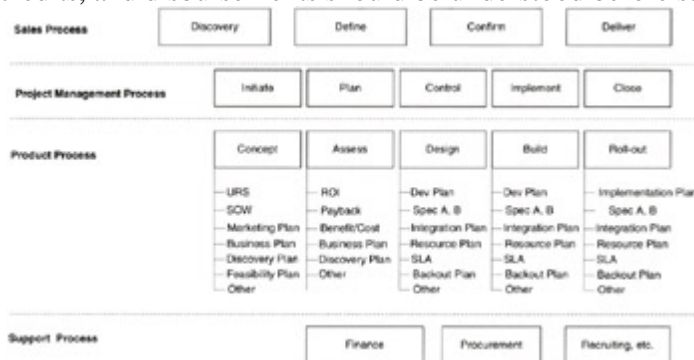 Sales Process
Discovery
Define
Confirm
Deliver
Project Management Process
Initiate
Plan
Control
Implement
Close
Product Process
Concept
Assess
Design
Build
Roll-out
URS
SOW
Marketing Plan
Business Plan
Discovery Plan
Feasibility Plan
Other
ROI
Payback
Benefit/Cost
Business Plan
Discovery Plan
Other
Dev Plan
Spec A, B
Integration Plan
Resource Plan
SLA
Backout Plan
Other
Dev Plan
Spec A, B
Integration Plan
Resource Plan
SLA
Backout Plan
Other
Implementation Plan
Spec A, B
Integration Plan
Resource Plan
SLA
Backout Plan
Other
Support Process
Finance
Procurement
Recruiting, etc.